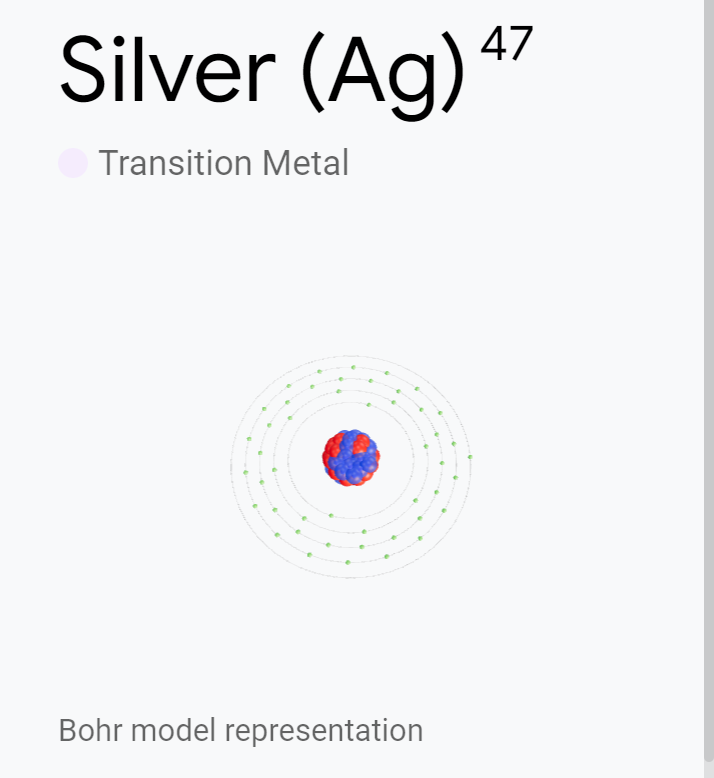 Silver (Ag) 47
Transition Metal
Bohr model representation